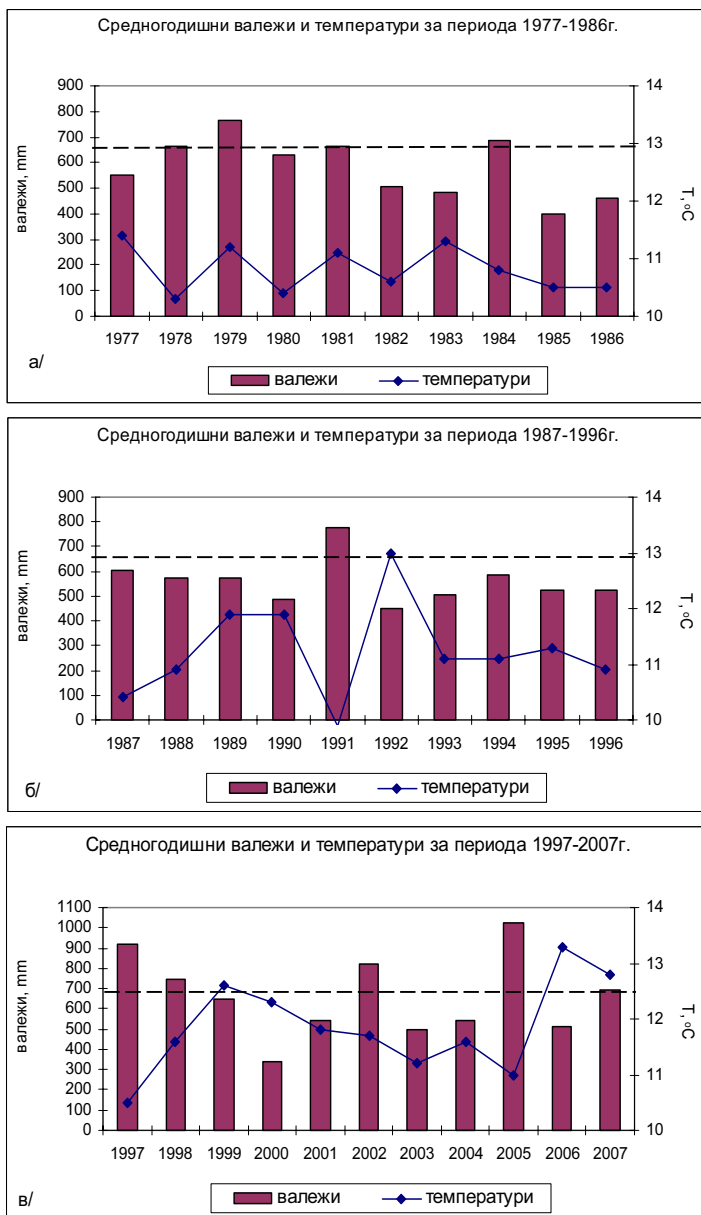 Средногодишни валежи и температури за периода 1977-1986г.
900
800
700
600
500
400
300
200
100
0
валежи, mm
14
13
12
11
10
T, ºC
1977 1978 1979 1980 1981 1982 1983 1984 1985 1986
а/
валежи температури
Средногодишни валежи и температури за периода 1987-1996г.
900
800
700
600
500
400
300
200
100
0
валежи, mm
14
13
12
11
10
T, ºC
1987 1988 1989 1990 1991 1992 1993 1994 1995 1996
б/
валежи температури
Средногодишни валежи и температури за периода 1997-2007г.
1100
1000
900
800
700
600
500
400
300
200
100
0
валежи, mm
14
13
12
11
10
T, ºC
1997 1998 1999 2000 2001 2002 2003 2004 2005 2006 2007
в/
валежи температури